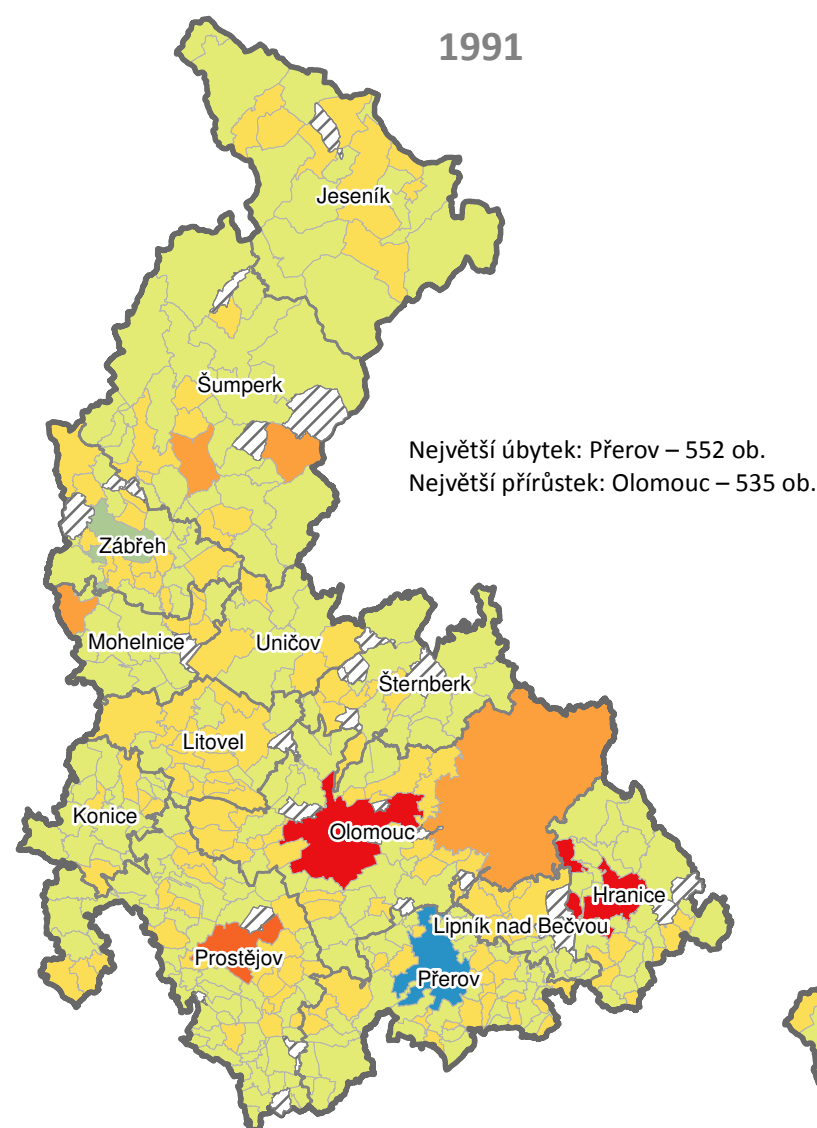 1991
Jeseník
Šumperk
Největší úbytek: Přerov – 552 ob.
Největší přírůstek: Olomouc – 535 ob.
Zábřeh
Mohelnice
Uničov
Šternberk
Litovel
Konice
Olomouc
Hranice
Lipník nad Bečvou
Prostějov
Přerov